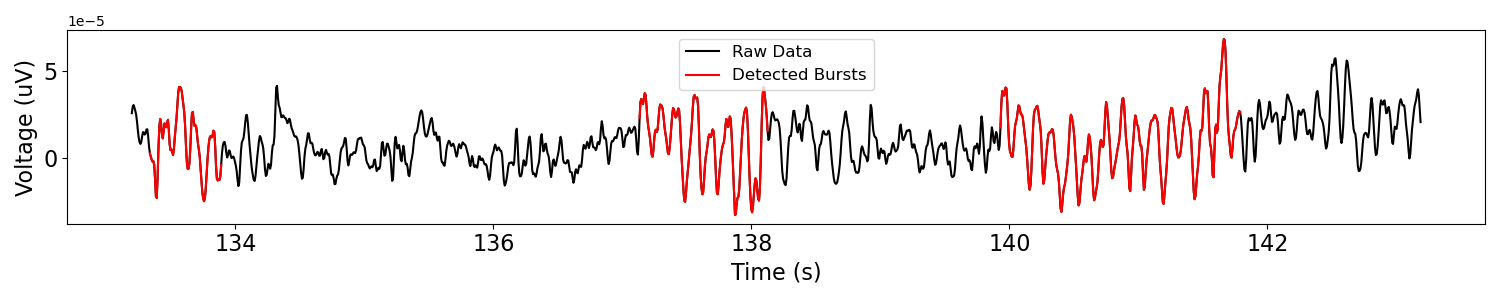 1e−5
Voltage (uV)
5
0
Raw Data
Detected Bursts
134 136 138 140 142
Time (s)